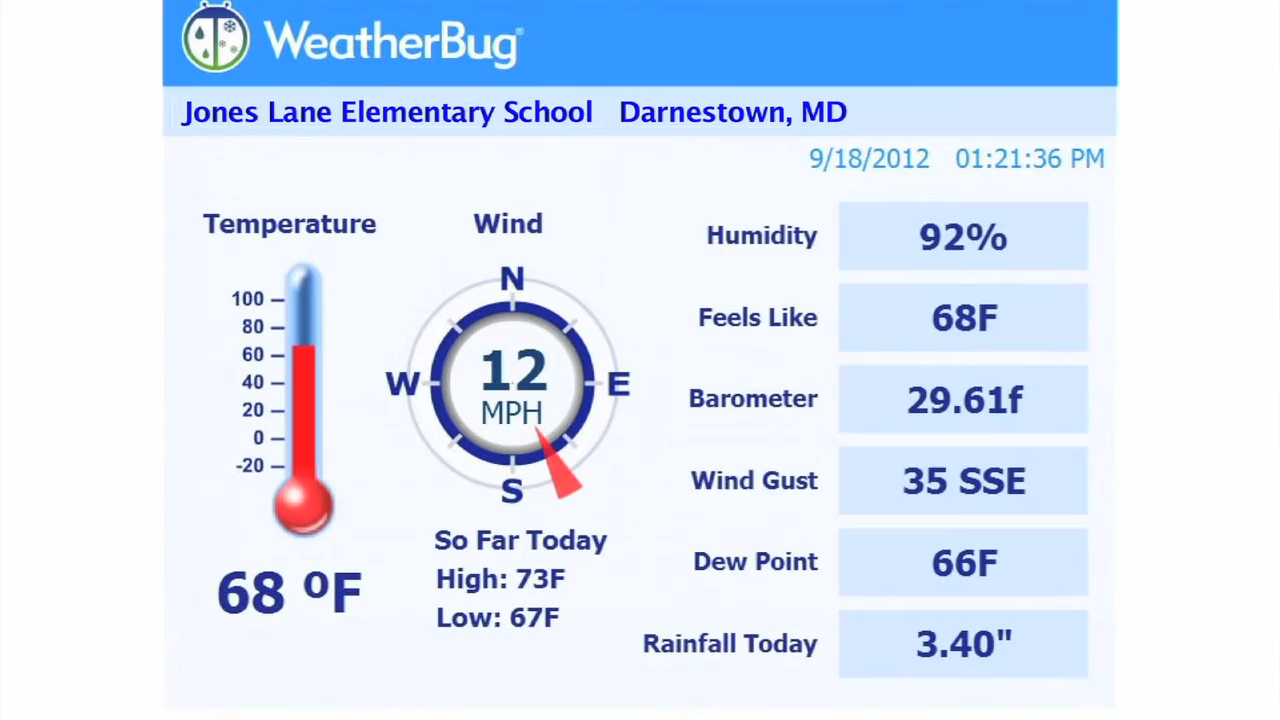 WeatherBug®
Jones Lane Elementary School Darnestown, MD
9/18/2012 01:21:36 PM
Temperature
100
80
60
40
20
0
-20
68 ºF
Wind
N
W
E
S
12
MPH
So Far Today
High: 73F
Low: 67F
Humidity 92%
Feels Like 68F
Barometer 29.61f
Wind Gust 35 SSE
Dew Point 66F
Rainfall Today 3.40"